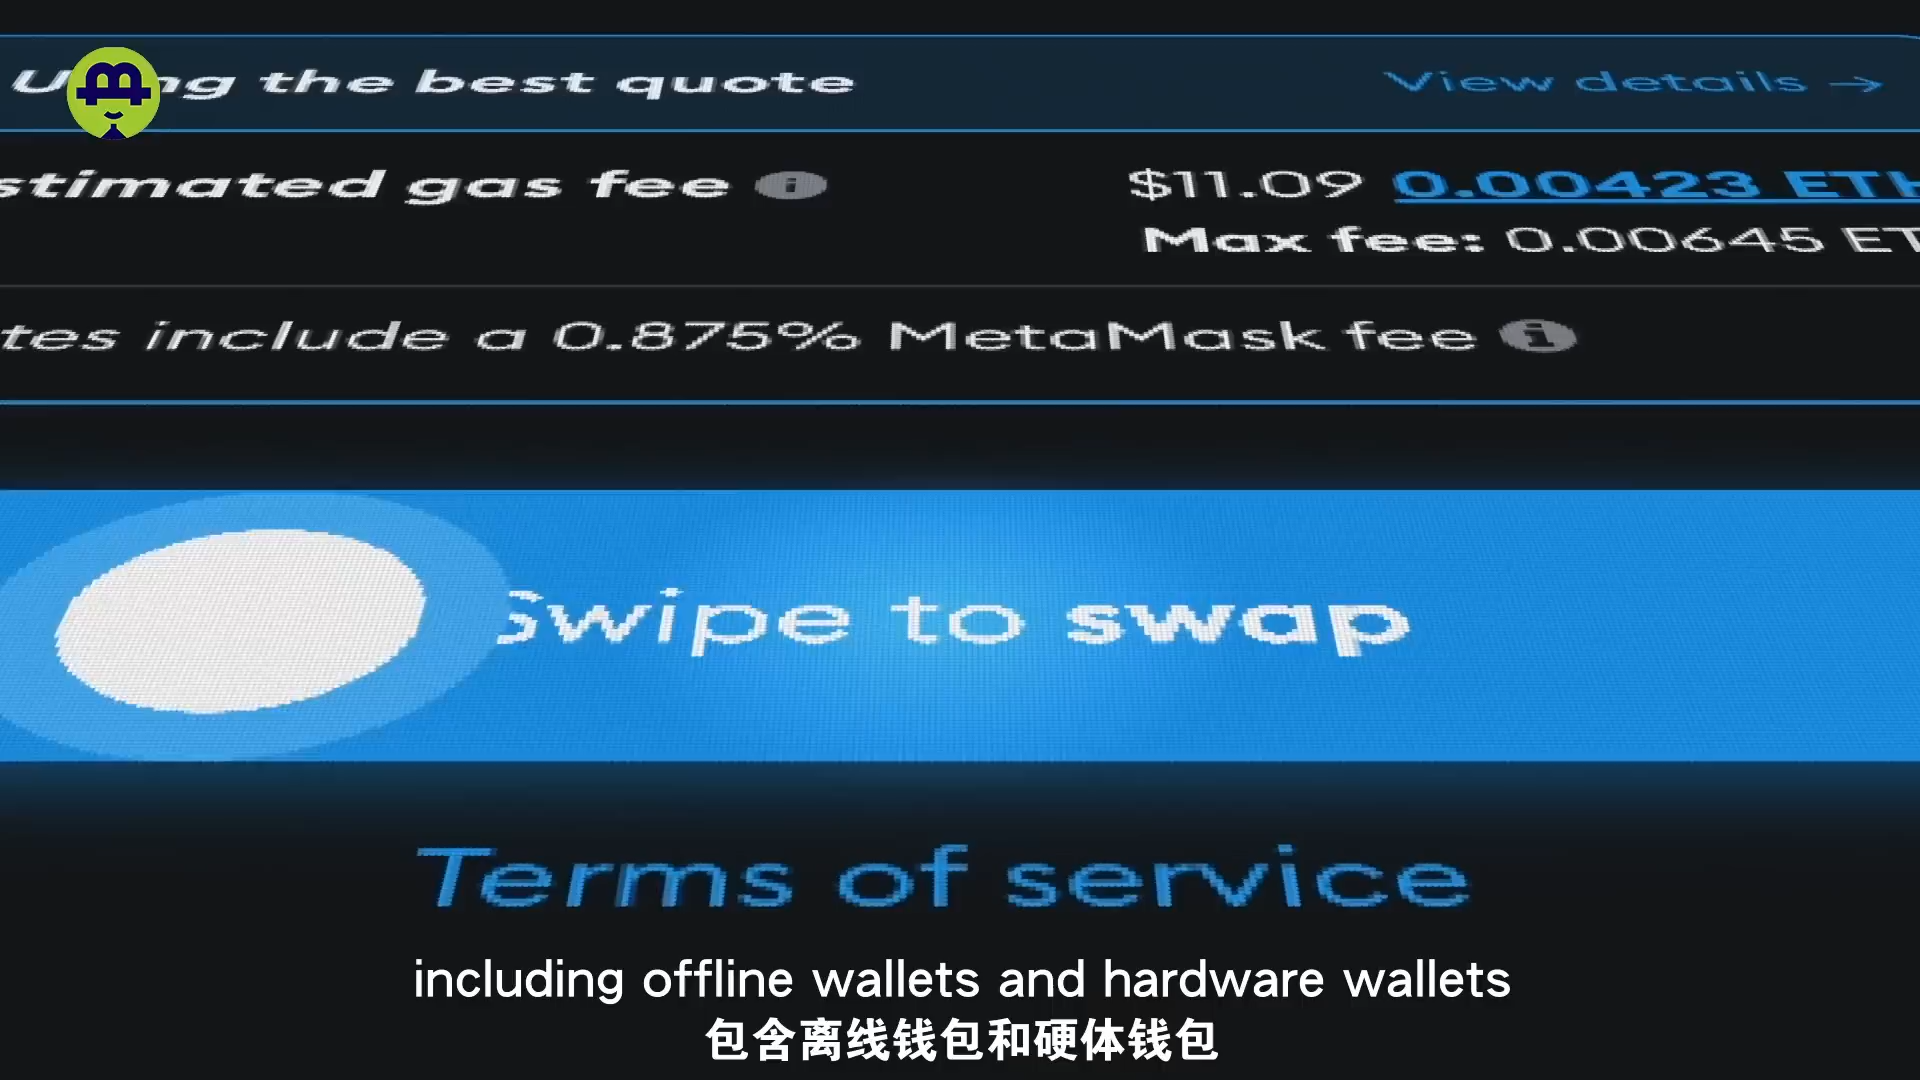 the best quote
View details →
stimated gas fee
$11.09 0.00423 ETH
Max fee: 0.00645 ET
tes include a 0.875% MetaMask fee
Swipe to swap
Terms of service
including offline wallets and hardware wallets
包含离线钱包和硬体钱包